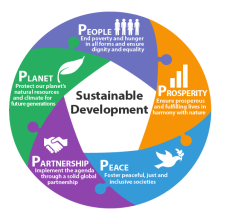 PEOPLE
End poverty and hunger
in all forms and ensure
dignity and equality
PLANET
Protect our planet's
natural resources
and climate for
future generations
Sustainable
Development
PROSPERITY
Ensure prosperous
and fulfilling lives in
harmony with nature
PARTNERSHIP
Implement the agenda
through a solid global
partnership
PEACE
Foster peaceful, just and
inclusive societies